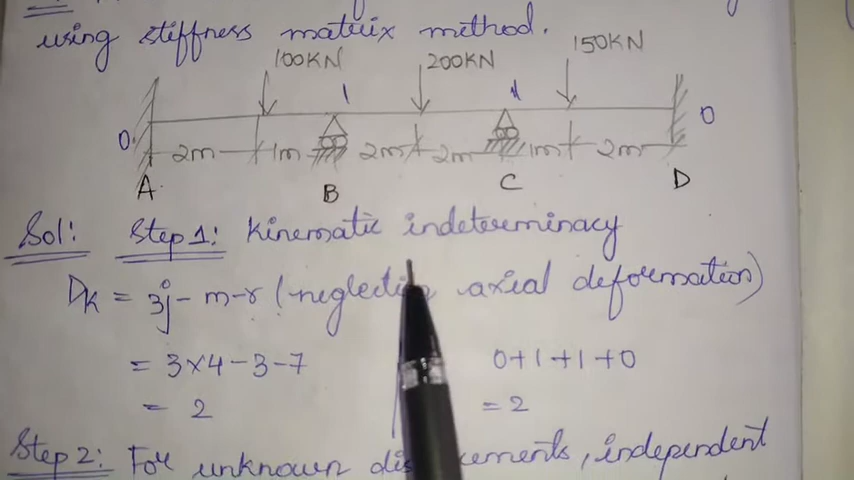 using stiffness matrix method.
100KN 200KN 150KN
1 1
0 0
2m 1m 2m 2m 1m 2m
A B C D
Sol: Step 1: Kinematic indeterminacy
DK = 3j - m - r (neglecting axial deformation)
= 3×4 - 3 - 7 0+1+1+0
= 2 = 2
Step 2: For unknown displacements, independent